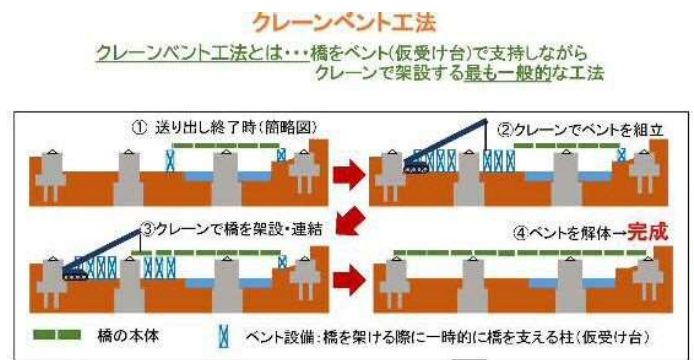 クレーンベント工法
クレーンベント工法とは･･･橋をベント(仮受け台)で支持しながら
クレーンで架設する最も一般的な工法
① 送り出し終了時(簡略図)
②クレーンでベントを組立
③クレーンで橋を架設・連結
④ベントを解体→完成
橋の本体
ベント設備：橋を架ける際に一時的に橋を支える柱(仮受け台)